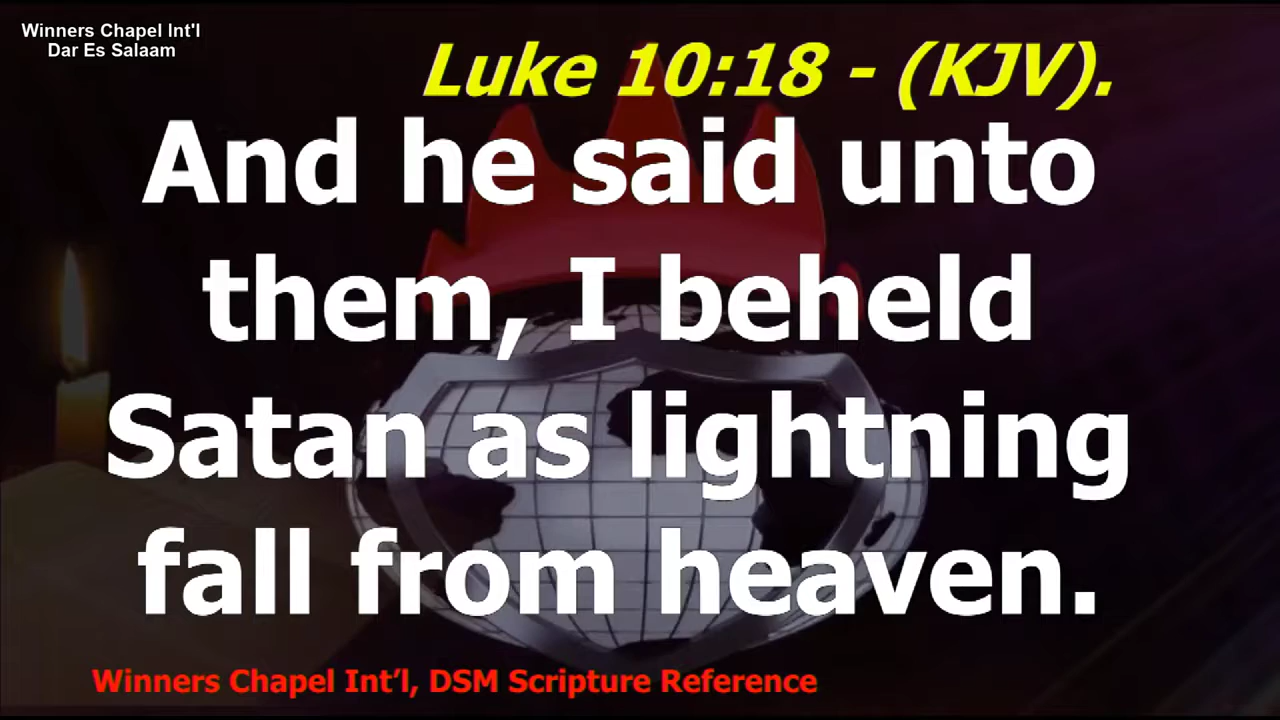 Winners Chapel Int'l
Dar Es Salaam
Luke 10:18 - (KJV).
And he said unto
them, I beheld
Satan as lightning
fall from heaven.
Winners Chapel Int’l, DSM Scripture Reference